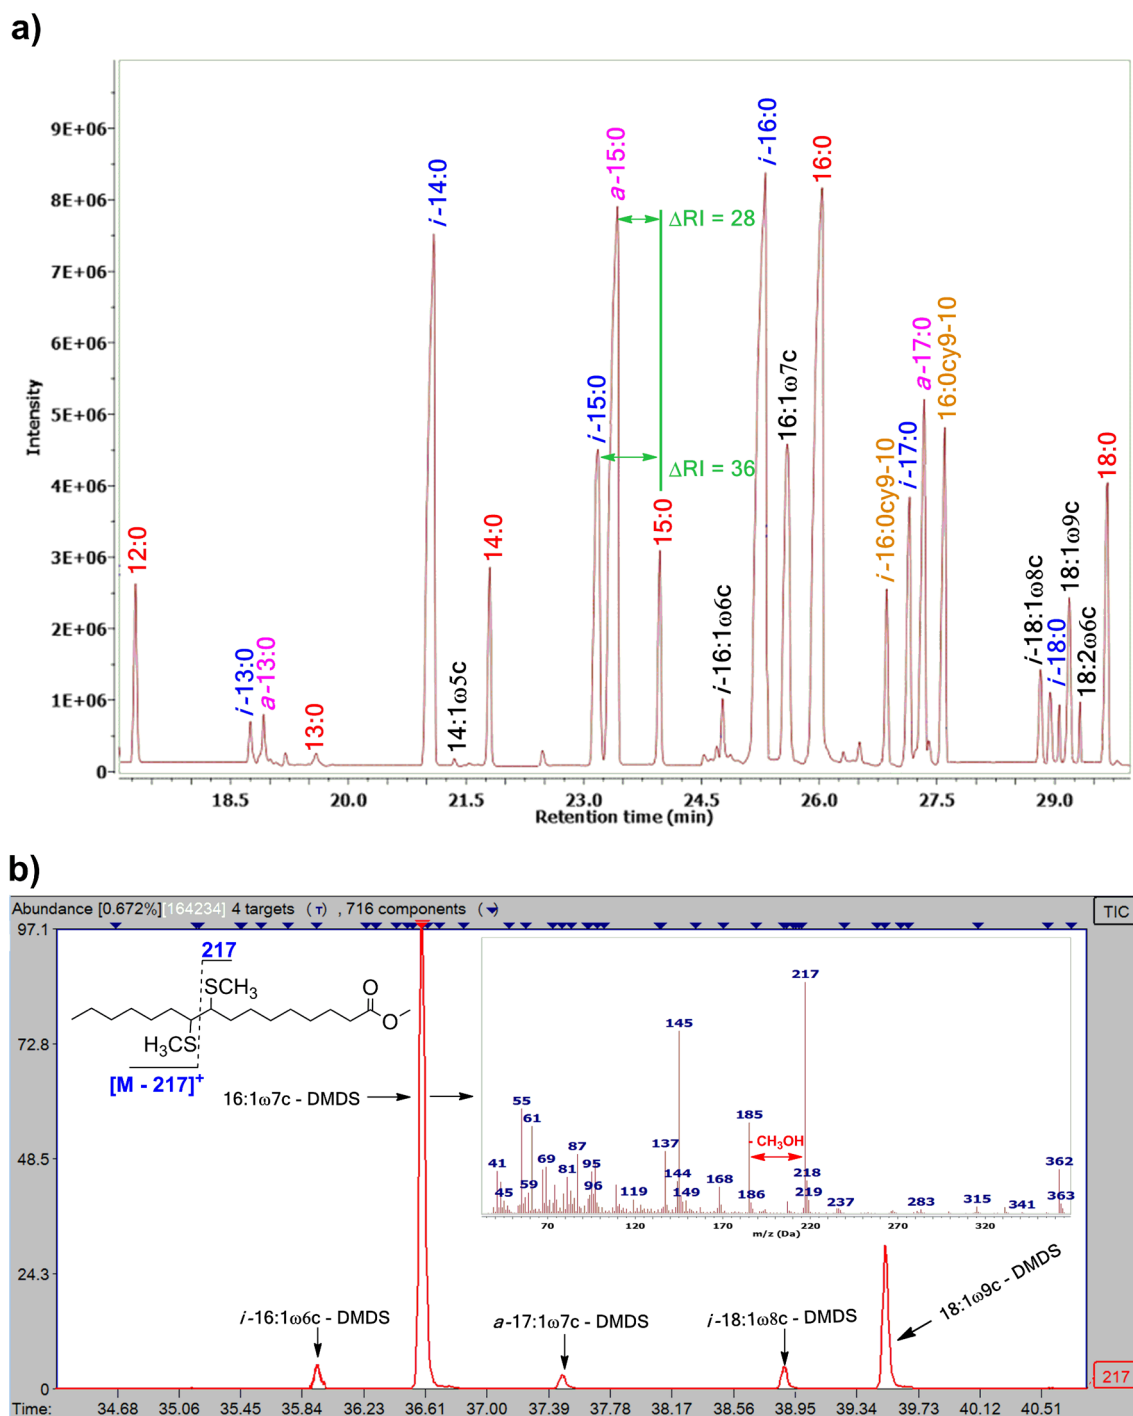 a)
Intensity
9E+06
8E+06
7E+06
6E+06
5E+06
4E+06
3E+06
2E+06
1E+06
0
12:0
i-13:0
a-13:0
13:0
i-14:0
14:1ω5c
14:0
i-15:0
a-15:0
ΔRI = 28
ΔRI = 36
15:0
i-16:1ω6c
i-16:0
16:1ω7c
16:0
i-16:0cy9-10
i-17:0
a-17:0
16:0cy9-10
i-18:1ω8c
i-18:0
18:1ω9c
18:2ω6c
18:0
18.5 20.0 21.5 23.0 24.5 26.0 27.5 29.0
Retention time (min)
b)
Abundance [0.672%][164234] 4 targets (T) , 716 components ( )
TIC
97.1
72.8
48.5
24.3
0
217
SCH3
H3CS
O
O
[M - 217]+
16:1ω7c - DMDS
217
145
55
61
185
- CH3OH
137
87
41
69
95
81
144
168
218
362
45
59
96
119
149
186
219
237
283
315
341
363
70 120 170 220 270 320
m/z (Da)
i-16:1ω6c - DMDS
a-17:1ω7c - DMDS
i-18:1ω8c - DMDS
18:1ω9c - DMDS
217
Time: 34.68 35.06 35.45 35.84 36.23 36.61 37.00 37.39 37.78 38.17 38.56 38.95 39.34 39.73 40.12 40.51